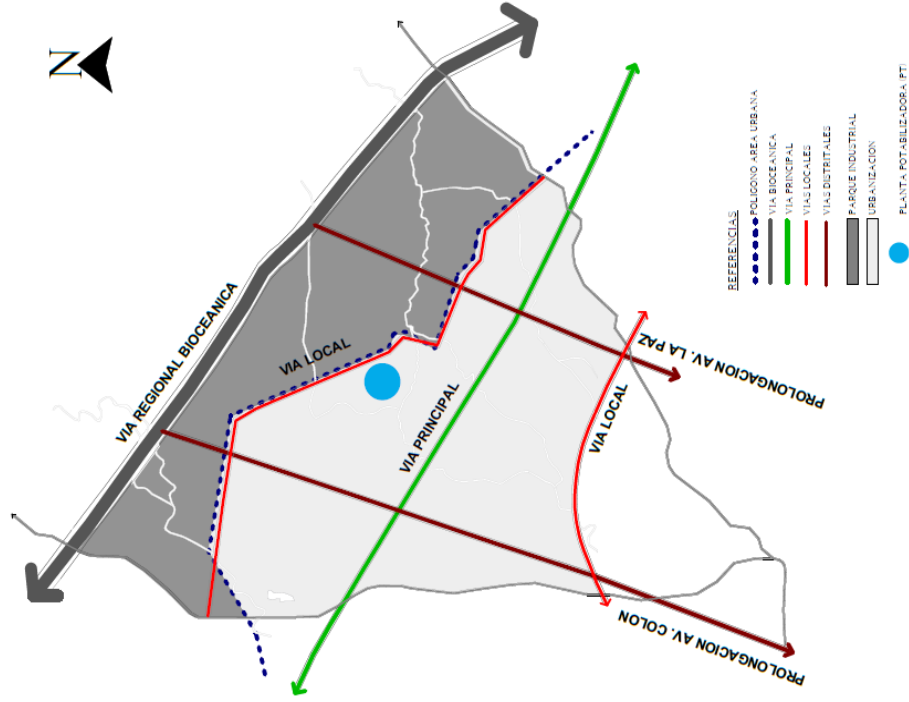 N
VIA REGIONAL BIOCEANICA
VIA LOCAL
VIA PRINCIPAL
VIA LOCAL
PROLONGACION AV. LA PAZ
PROLONGACION AV. COLON
REFERENCIAS
POLIGONO AREA URBANA
VIA BIOCEANICA
VIA PRINCIPAL
VIAS LOCALES
VIAS DISTRITALES
PARQUE INDUSTRIAL
URBANIZACION
PLANTA POTABILIZADORA (PT)